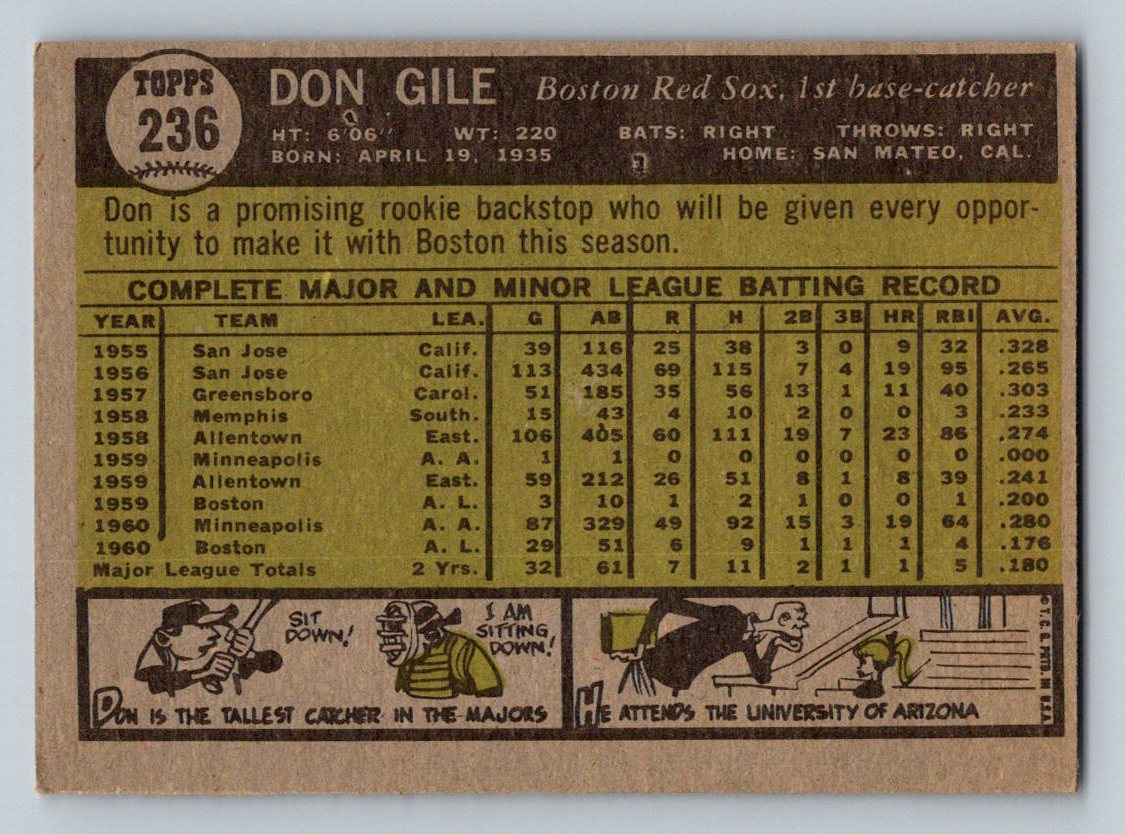 TOPPS
236
DON GILE Boston Red Sox, 1st base-catcher
HT: 6'06" WT: 220 BATS: RIGHT THROWS: RIGHT
BORN: APRIL 19, 1935 HOME: SAN MATEO, CAL.
Don is a promising rookie backstop who will be given every oppor-
tunity to make it with Boston this season.
COMPLETE MAJOR AND MINOR LEAGUE BATTING RECORD
YEAR TEAM LEA. G AB R H 2B 3B HR RBI AVG.
1955 San Jose Calif. 39 116 25 38 3 0 9 32 .328
1956 San Jose Calif. 113 434 69 115 7 4 19 95 .265
1957 Greensboro Carol. 51 185 35 56 13 1 11 40 .303
1958 Memphis South. 15 43 4 10 2 0 0 3 .233
1958 Allentown East. 106 405 60 111 19 7 23 86 .274
1959 Minneapolis A. A. 1 1 0 0 0 0 0 0 .000
1959 Allentown East. 59 212 26 51 8 1 8 39 .241
1959 Boston A. L. 3 10 1 2 1 0 0 1 .200
1960 Minneapolis A. A. 87 329 49 92 15 3 19 64 .280
1960 Boston A. L. 29 51 6 9 1 1 1 4 .176
Major League Totals 2 Yrs. 32 61 7 11 2 1 1 5 .180
SIT
DOWN!
I AM
SITTING
DOWN!
DON IS THE TALLEST CATCHER IN THE MAJORS
HE ATTENDS THE UNIVERSITY OF ARIZONA
© T. C. G. PRTD. IN U.S.A.